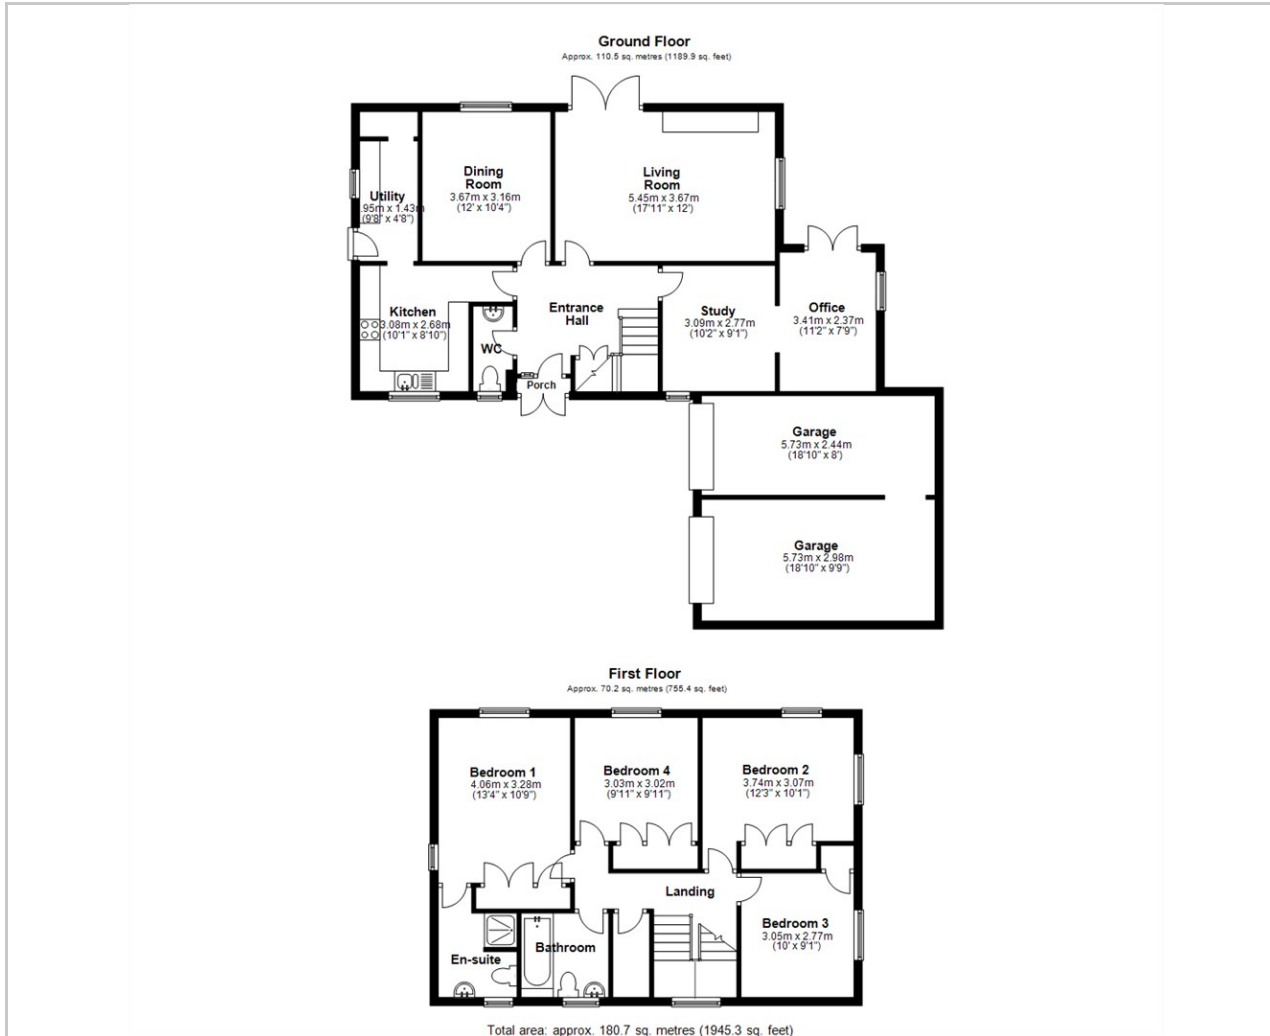 Ground Floor
Approx. 110.5 sq. metres (1189.9 sq. feet)
Dining
Room
3.67m x 3.16m
(12' x 10'4")
Living
Room
5.45m x 3.67m
(17'11" x 12')
Utility
.95m x 1.43m
(9'8" x 4'8")
Kitchen
3.08m x 2.68m
(10'1" x 8'10")
WC
Entrance
Hall
Porch
Study
3.09m x 2.77m
(10'2" x 9'1")
Office
3.41m x 2.37m
(11'2" x 7'9")
Garage
5.73m x 2.44m
(18'10" x 8')
Garage
5.73m x 2.98m
(18'10" x 9'9")
First Floor
Approx. 70.2 sq. metres (755.4 sq. feet)
Bedroom 1
4.06m x 3.28m
(13'4" x 10'9")
Bedroom 4
3.03m x 3.02m
(9'11" x 9'11")
Bedroom 2
3.74m x 3.07m
(12'3" x 10'1")
Landing
Bedroom 3
3.05m x 2.77m
(10' x 9'1")
En-suite
Bathroom
Total area: approx. 180.7 sq. metres (1945.3 sq. feet)